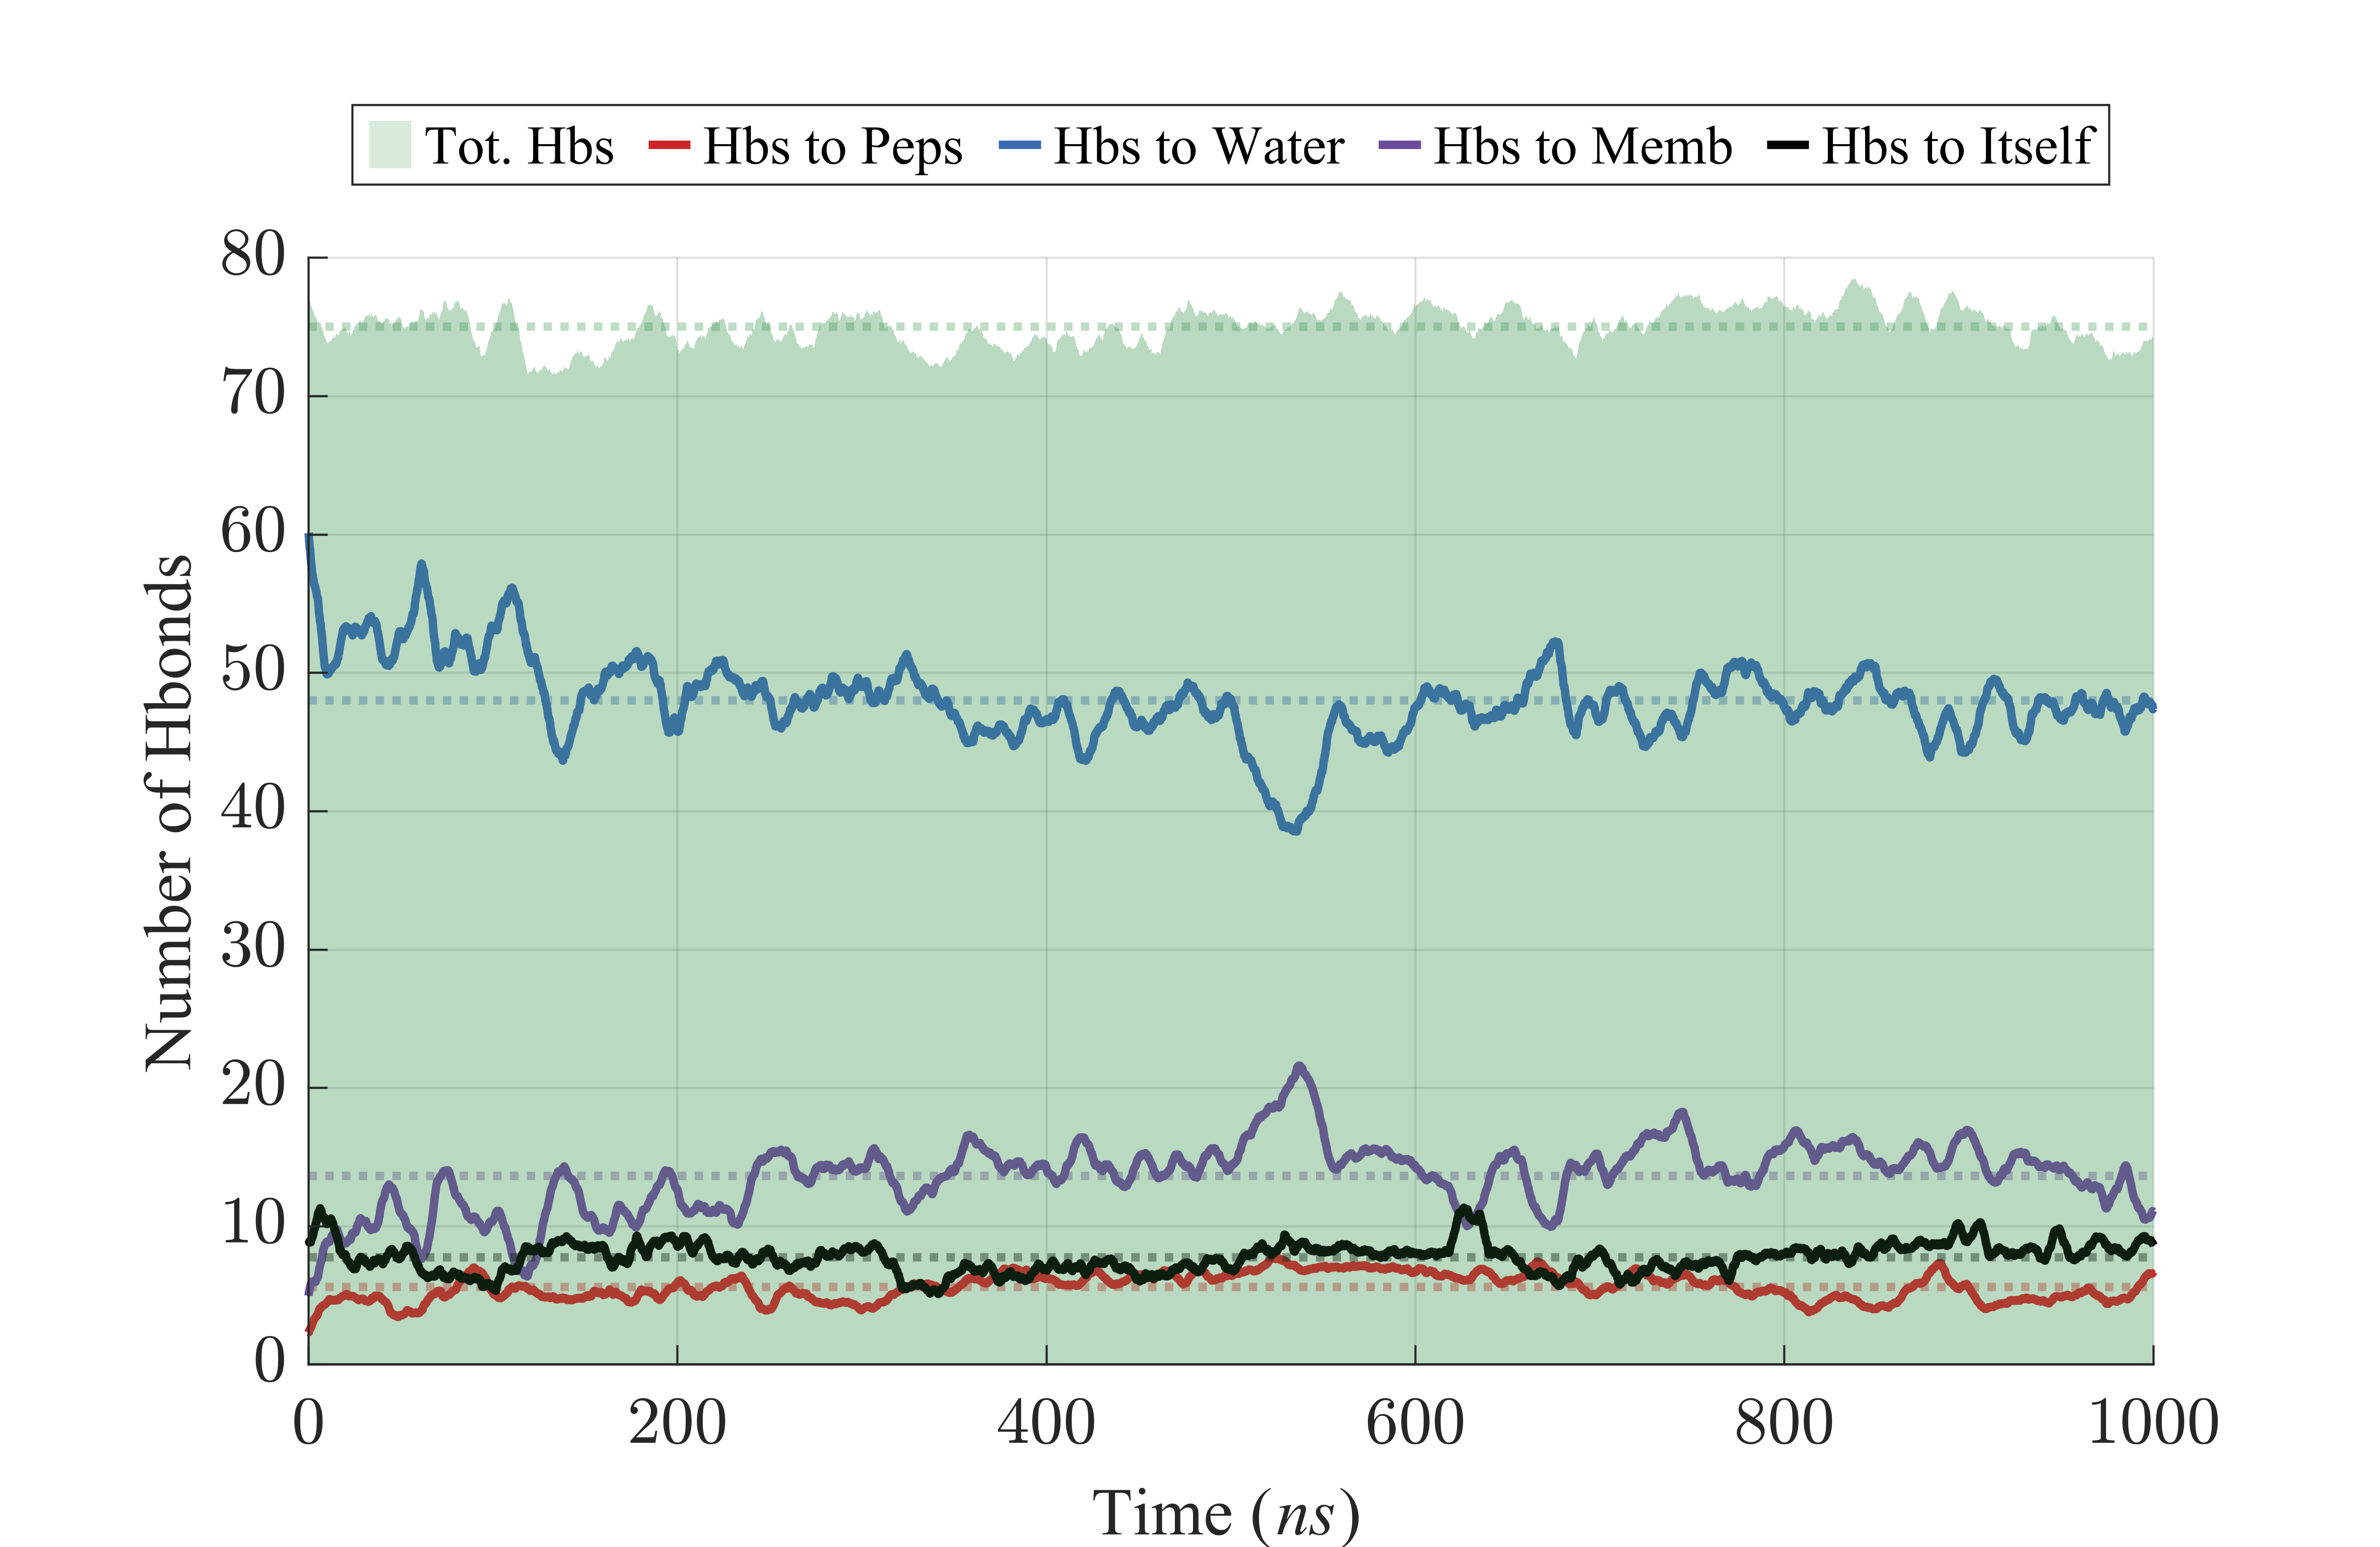 Tot. Hbs Hbs to Peps Hbs to Water Hbs to Memb Hbs to Itself
80
70
60
50
40
30
20
10
0
Number of Hbonds
0 200 400 600 800 1000
Time (ns)